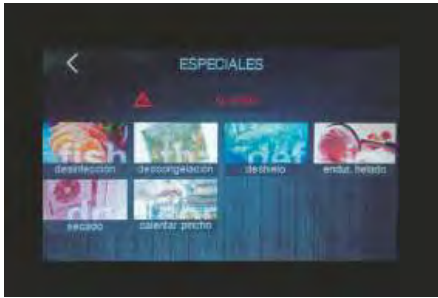 ESPECIALES
desinfección
descongelación
deshielo
endur. helado
secado
calentar pincho